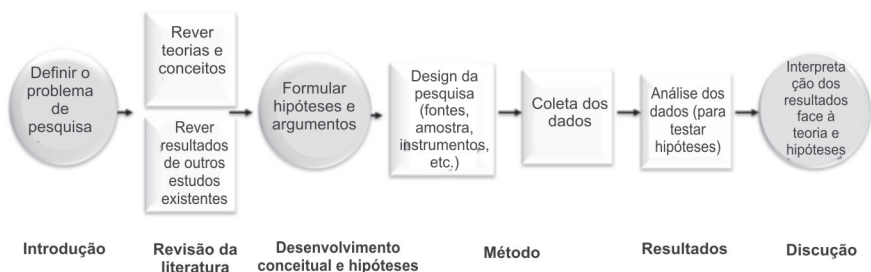 Definir o
problema
de
pesquisa
Rever
teorias e
conceitos
Rever
resultados
de outros
estudos
existentes
Formular
hipóteses e
argumentos
Design da
pesquisa
(fontes,
amostra,
instrumentos,
etc.)
Coleta dos
dados
Análise dos
dados (para
testar
hipóteses)
Interpreta
ção dos
resultados
face à
teoria e
hipóteses
Introdução
Revisão da
literatura
Desenvolvimento
conceitual e hipóteses
Método
Resultados
Discução